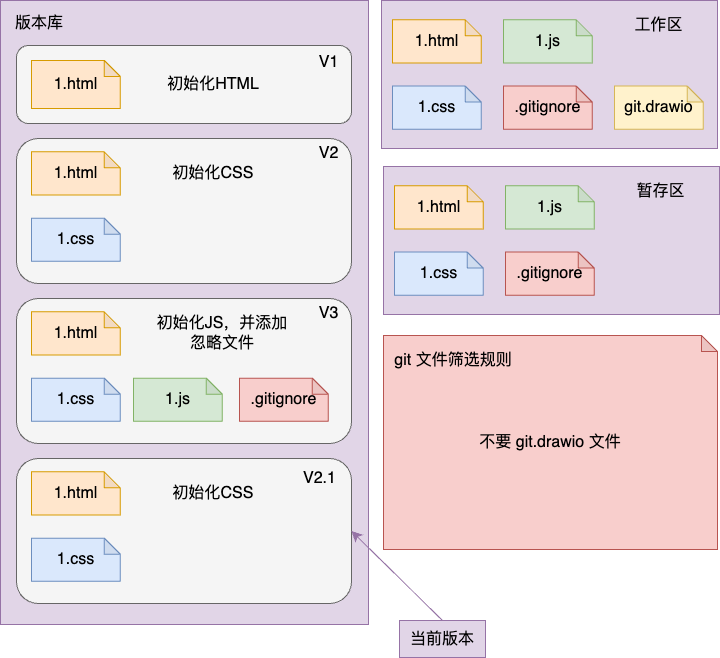 版本库
V1
1.html
初始化HTML
V2
1.html
初始化CSS
1.css
V3
1.html
初始化JS，并添加
忽略文件
1.css
1.js
.gitignore
V2.1
1.html
初始化CSS
1.css
工作区
1.html
1.js
1.css
.gitignore
git.drawio
暂存区
1.html
1.js
1.css
.gitignore
git 文件筛选规则
不要 git.drawio 文件
当前版本